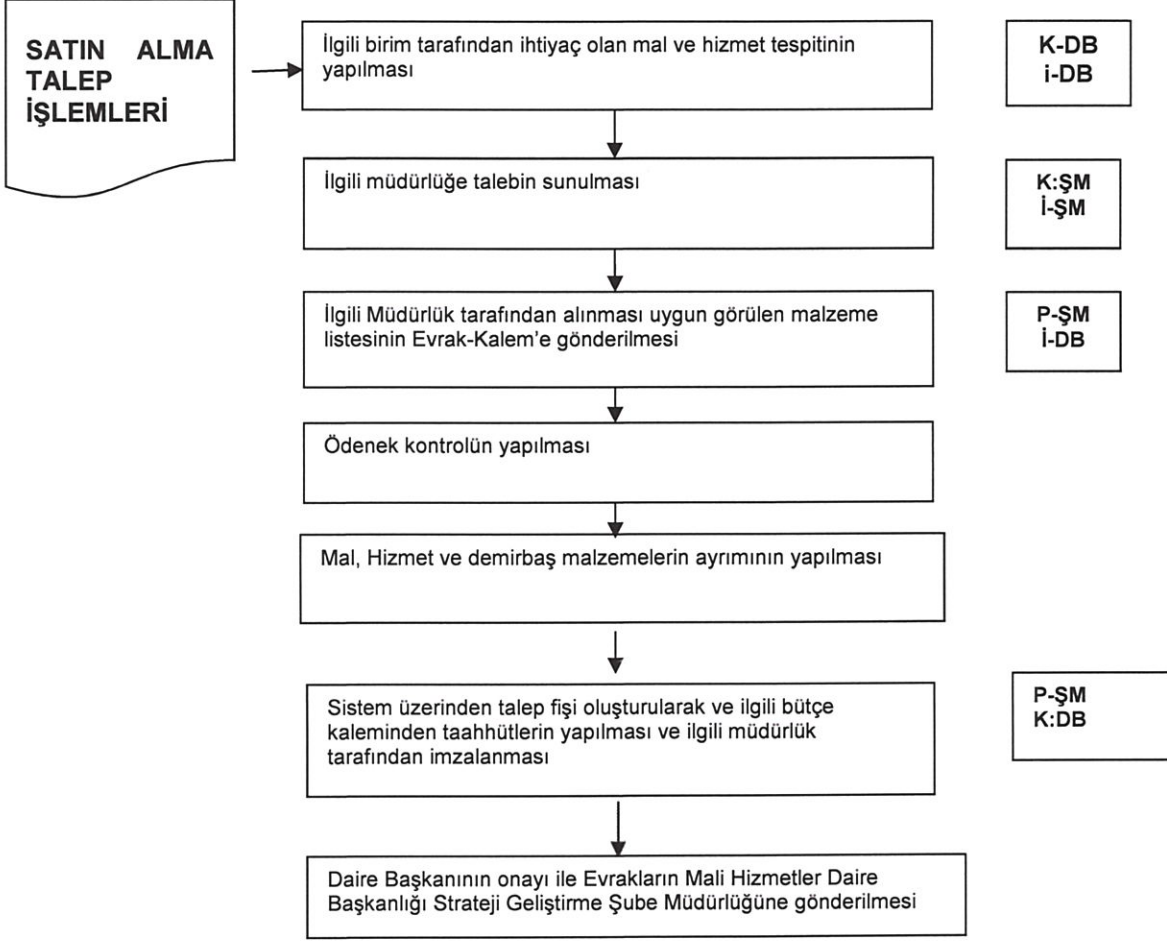 SATIN ALMA
TALEP
İŞLEMLERİ
İlgili birim tarafından ihtiyaç olan mal ve hizmet tespitinin
yapılması
K-DB
i-DB
İlgili müdürlüğe talebin sunulması
K:ŞM
İ-ŞM
İlgili Müdürlük tarafından alınması uygun görülen malzeme
listesinin Evrak-Kalem’e gönderilmesi
P-ŞM
İ-DB
Ödenek kontrolün yapılması
Mal, Hizmet ve demirbaş malzemelerin ayrımının yapılması
Sistem üzerinden talep fişi oluşturularak ve ilgili bütçe
kaleminden taahhütlerin yapılması ve ilgili müdürlük
tarafından imzalanması
P-ŞM
K:DB
Daire Başkanının onayı ile Evrakların Mali Hizmetler Daire
Başkanlığı Strateji Geliştirme Şube Müdürlüğüne gönderilmesi